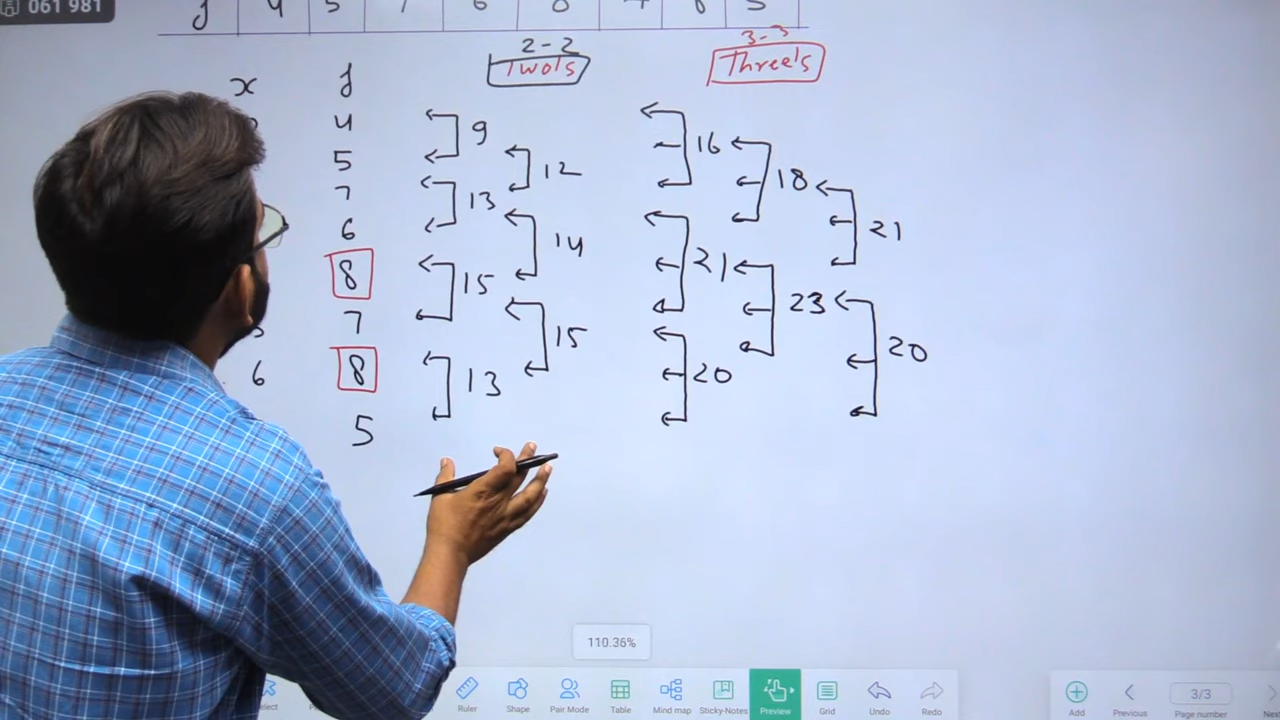 061 981
f 4 5 7 6 8 7 8 5
2-2
Two's
3-3
Three's
x f
4 9 16
5 12 18
7 13 21
6 14
8 15 21 23
7 15 20
6 8 13 20
5
110.36%
Ruler Shape Pair Mode Table Mind map Sticky-Notes Preview Grid Undo Redo Add Previous 3/3 Page number